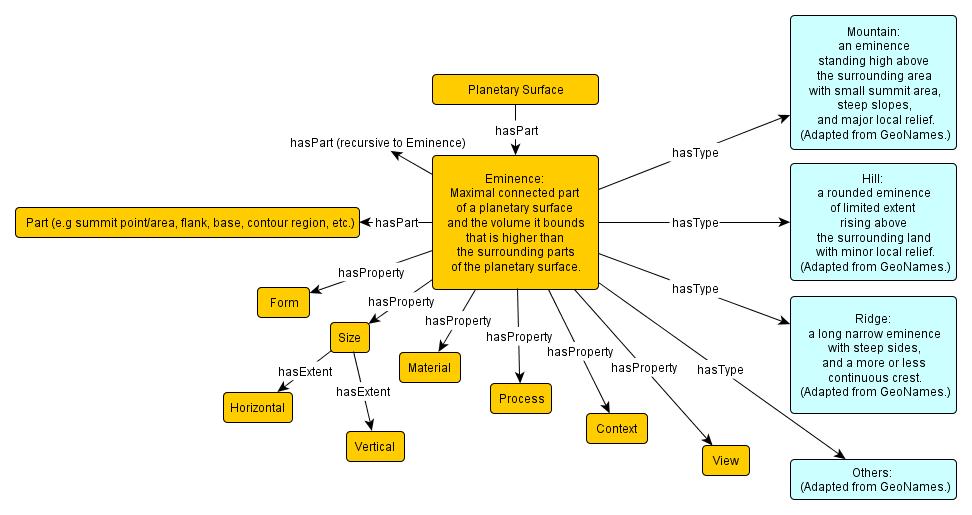 Mountain:
an eminence
standing high above
the surrounding area
with small summit area,
steep slopes,
and major local relief.
(Adapted from GeoNames.)
Planetary Surface
hasPart
hasPart (recursive to Eminence)
hasType
Eminence:
Maximal connected part
of a planetary surface
and the volume it bounds
that is higher than
the surrounding parts
of the planetary surface.
Hill:
a rounded eminence
of limited extent
rising above
the surrounding land
with minor local relief.
(Adapted from GeoNames.)
Part (e.g summit point/area, flank, base, contour region, etc.)
hasPart
hasType
hasProperty
Form
hasProperty
Size
hasType
Ridge:
a long narrow eminence
with steep sides,
and a more or less
continuous crest.
(Adapted from GeoNames.)
hasProperty
Material
hasProperty
Process
hasProperty
Context
hasProperty
View
hasType
hasExtent
Horizontal
hasExtent
Vertical
Others:
(Adapted from GeoNames.)